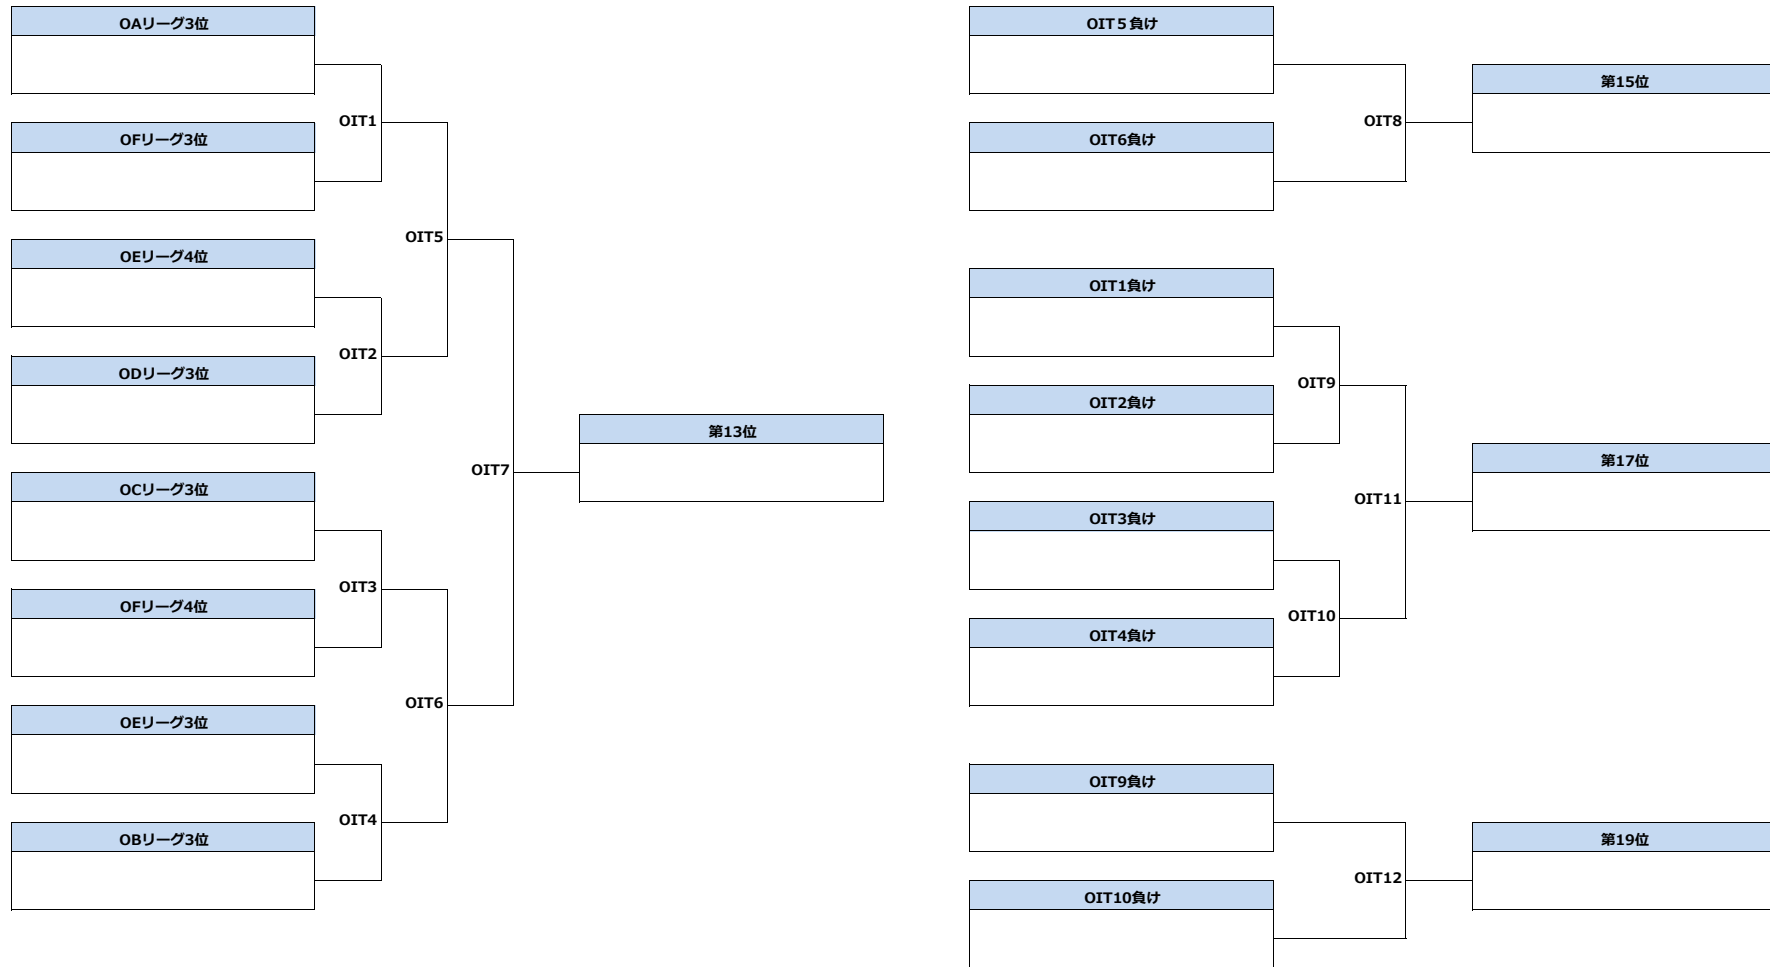 OAリーグ3位
OIT1
OFリーグ3位
OIT5
OEリーグ4位
OIT2
ODリーグ3位
第13位
OIT7
OCリーグ3位
OIT3
OFリーグ4位
OIT6
OEリーグ3位
OIT4
OBリーグ3位
OIT５負け
第15位
OIT8
OIT6負け
OIT1負け
OIT9
OIT2負け
第17位
OIT11
OIT3負け
OIT10
OIT4負け
OIT9負け
第19位
OIT12
OIT10負け